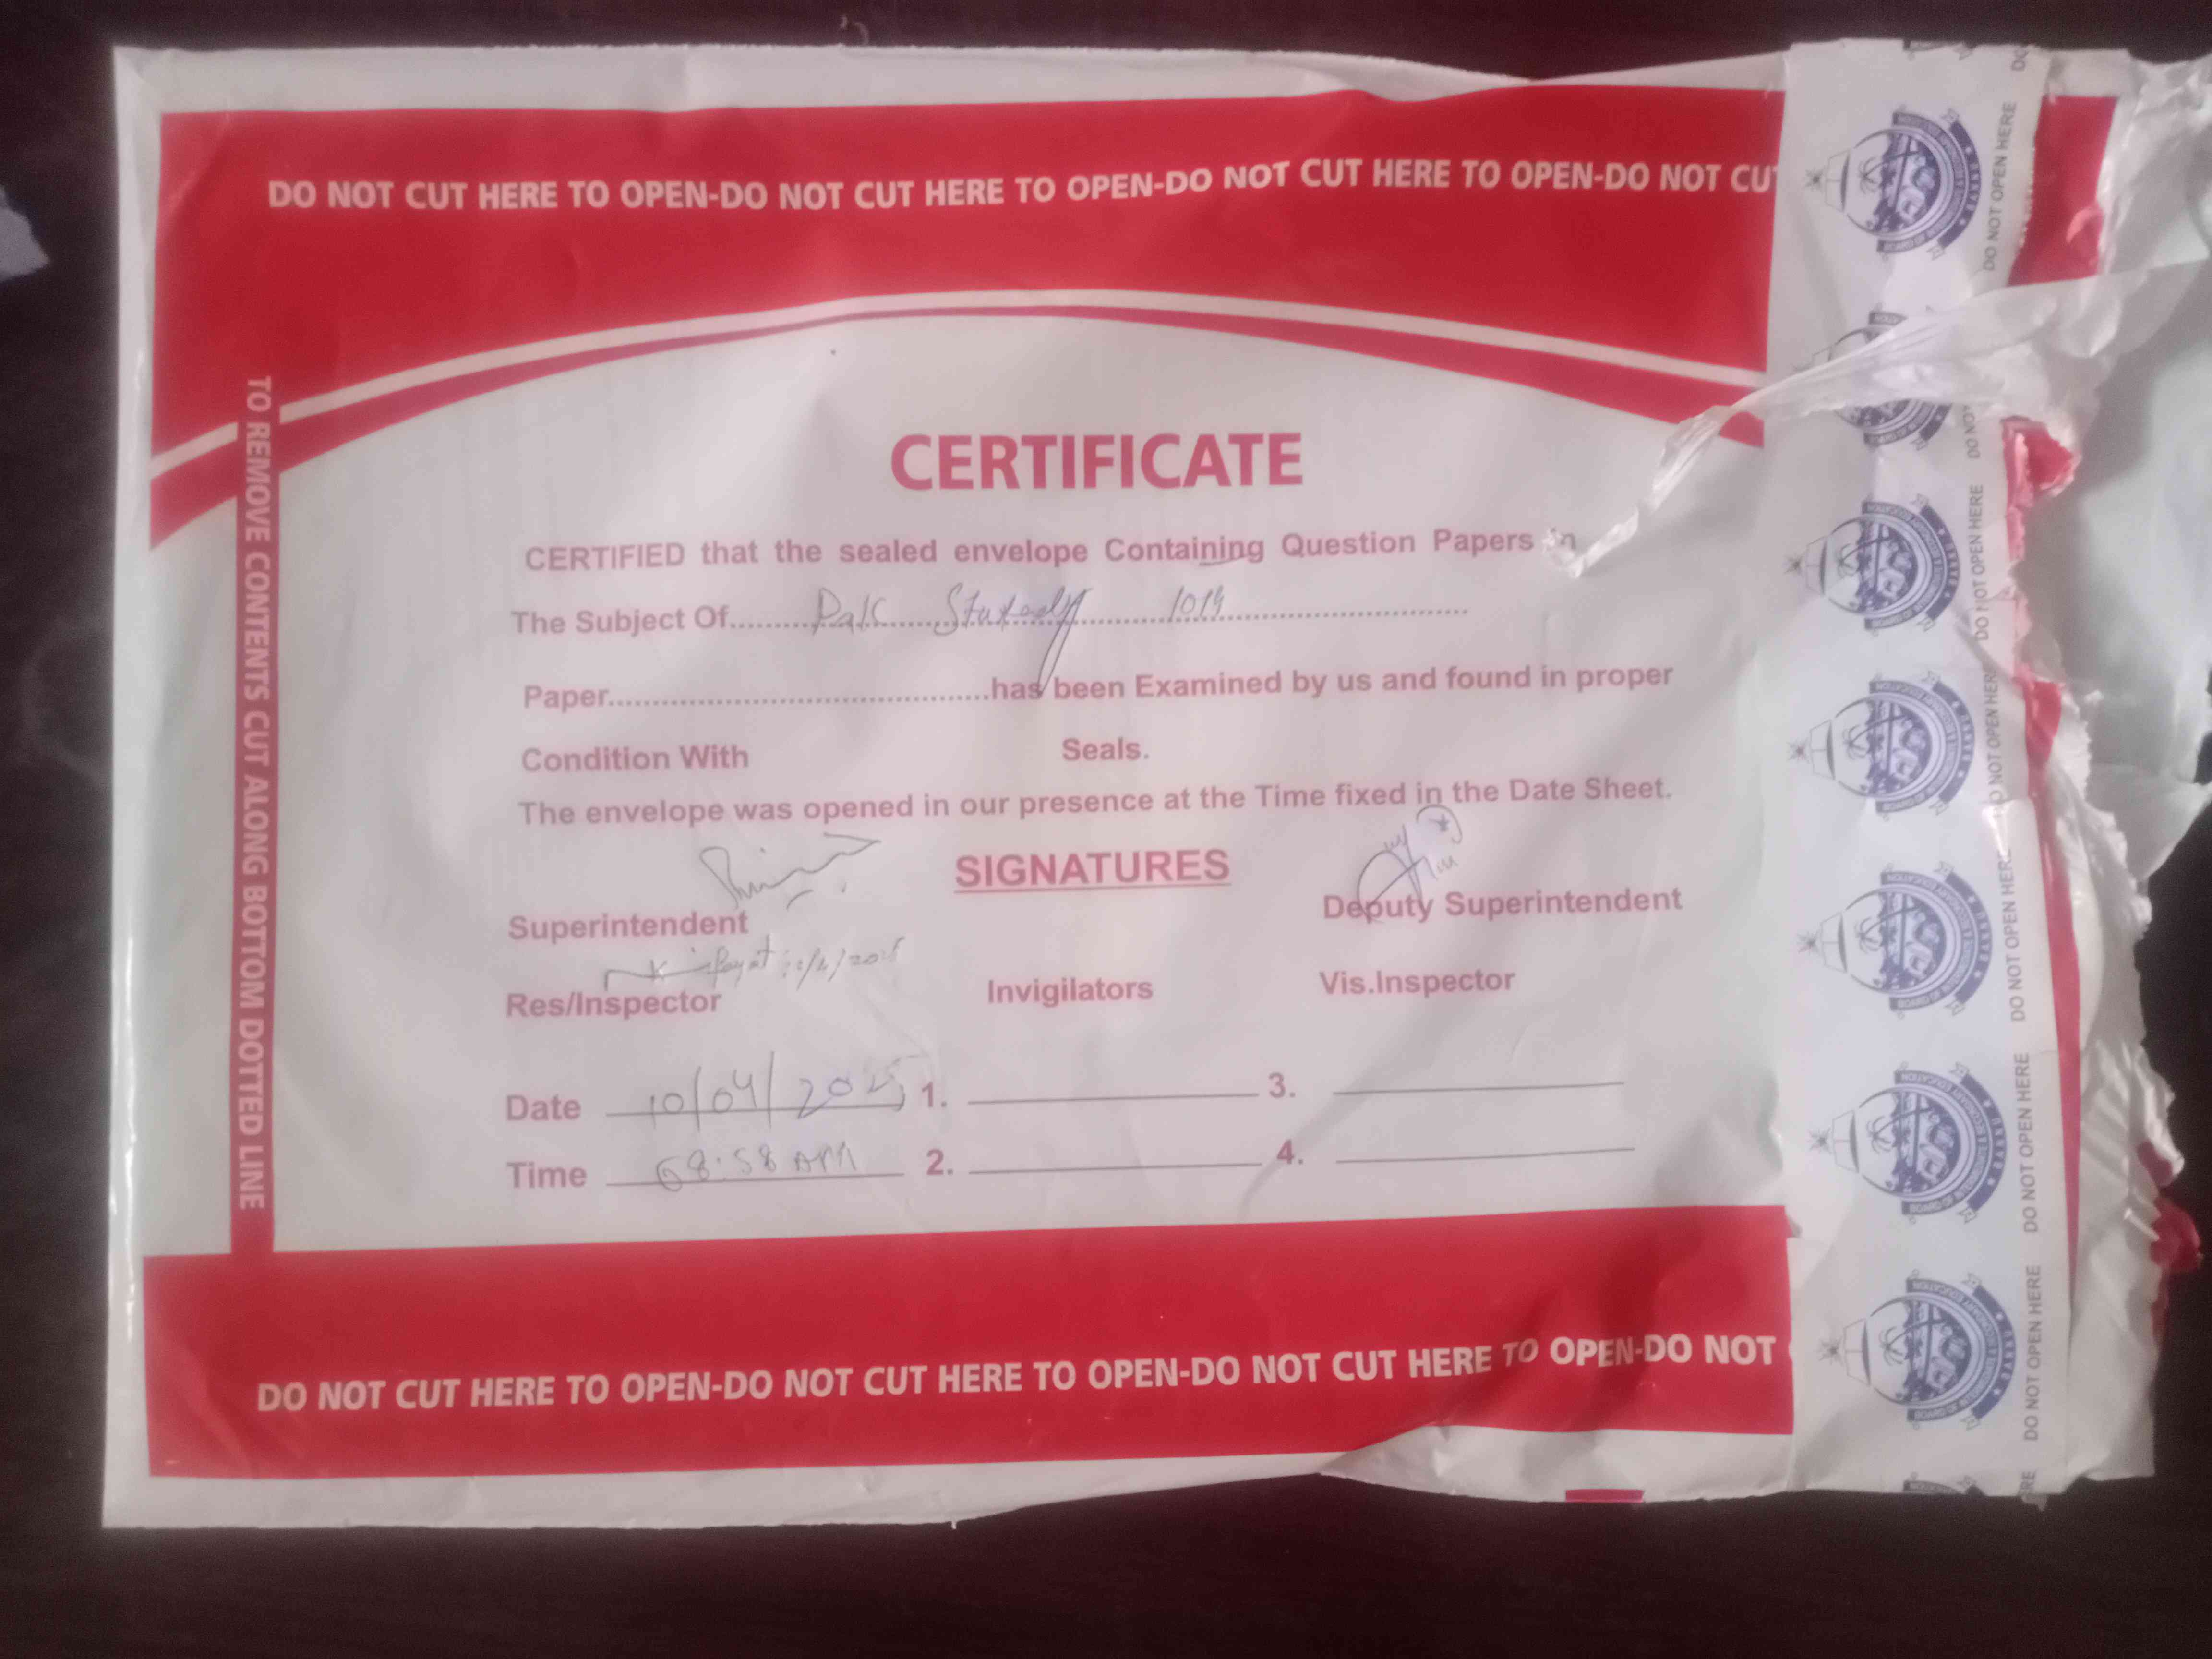 DO NOT CUT HERE TO OPEN-DO NOT CUT HERE TO OPEN-DO NOT CUT HERE TO OPEN-DO NOT CU
TO REMOVE CONTENTS CUT ALONG BOTTOM DOTTED LINE
CERTIFICATE
CERTIFIED that the sealed envelope Containing Question Papers in
The Subject Of.......... Pak ..........
Paper.....................................has been Examined by us and found in proper
Condition With Seals.
The envelope was opened in our presence at the Time fixed in the Date Sheet.
SIGNATURES
Superintendent Deputy Superintendent
Res/Inspector Invigilators Vis.Inspector
Date 10/04/2025 1. 3.
Time 08:58 AM 2. 4.
DO NOT CUT HERE TO OPEN-DO NOT CUT HERE TO OPEN-DO NOT CUT HERE TO OPEN-DO NOT
DO NOT OPEN HERE
DO NOT OPEN HERE
DO NOT OPEN HERE
DO NOT OPEN HERE
DO NOT OPEN HERE
DO NOT OPEN HERE